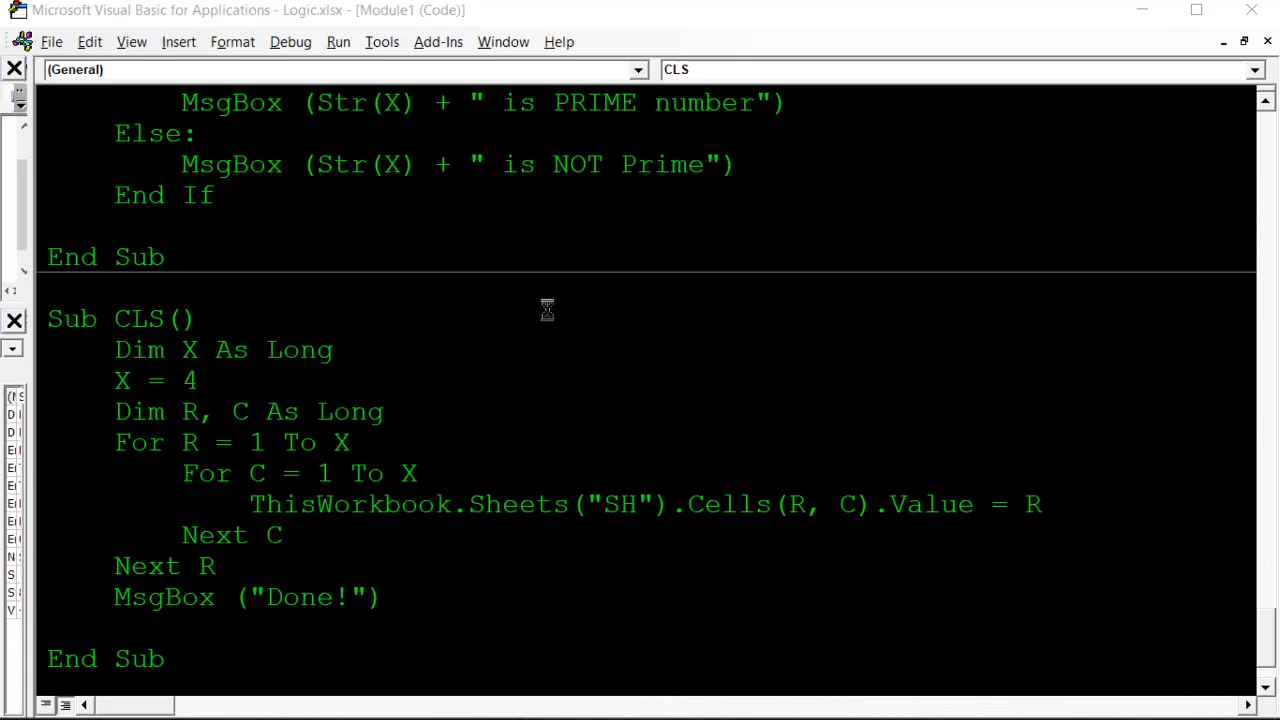 Microsoft Visual Basic for Applications - Logic.xlsx - [Module1 (Code)]
File Edit View Insert Format Debug Run Tools Add-Ins Window Help
(General) CLS
MsgBox (Str(X) + " is PRIME number")
Else:
MsgBox (Str(X) + " is NOT Prime")
End If
End Sub
Sub CLS()
Dim X As Long
X = 4
Dim R, C As Long
For R = 1 To X
For C = 1 To X
ThisWorkbook.Sheets("SH").Cells(R, C).Value = R
Next C
Next R
MsgBox ("Done!")
End Sub